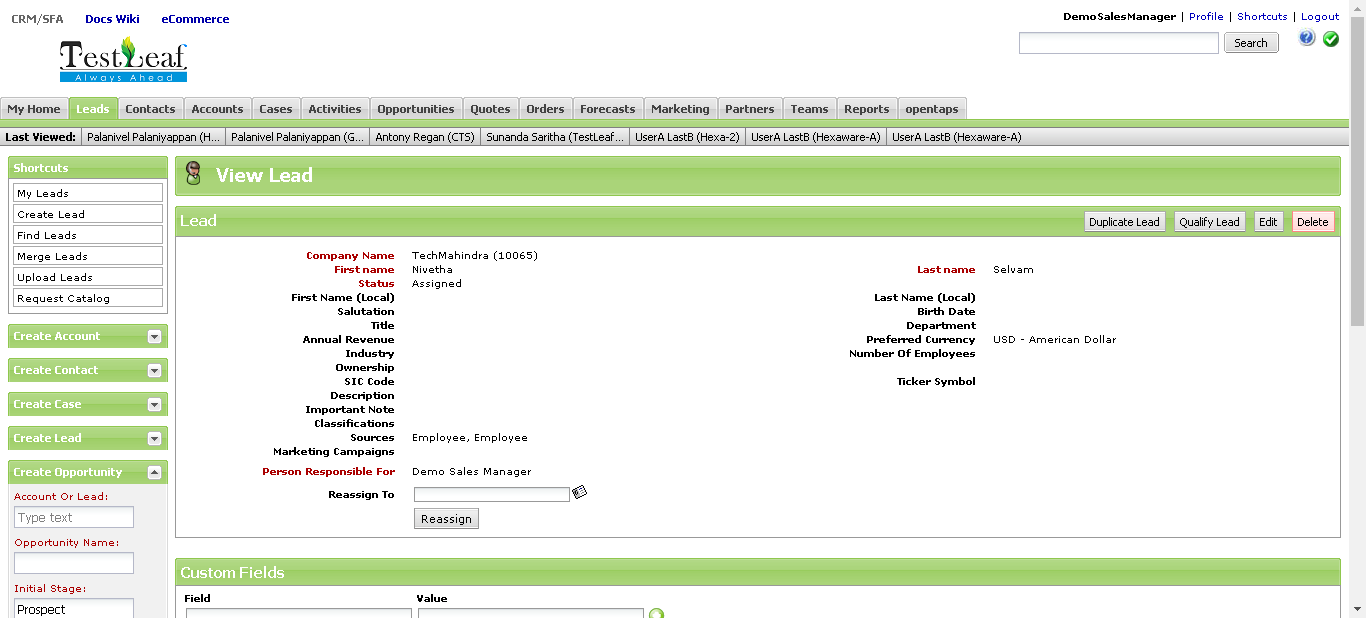 CRM/SFA Docs Wiki eCommerce
DemoSalesManager | Profile | Shortcuts | Logout
Search
TestLeaf
Always Ahead
My Home Leads Contacts Accounts Cases Activities Opportunities Quotes Orders Forecasts Marketing Partners Teams Reports opentaps
Last Viewed: Palanivel Palaniyappan (H... Palanivel Palaniyappan (G... Antony Regan (CTS) Sunanda Saritha (TestLeaf... UserA LastB (Hexa-2) UserA LastB (Hexaware-A) UserA LastB (Hexaware-A)
Shortcuts
My Leads
Create Lead
Find Leads
Merge Leads
Upload Leads
Request Catalog
Create Account
Create Contact
Create Case
Create Lead
Create Opportunity
Account Or Lead:
Type text
Opportunity Name:
Initial Stage:
Prospect
View Lead
Lead Duplicate Lead Qualify Lead Edit Delete
Company Name TechMahindra (10065)
First name Nivetha Last name Selvam
Status Assigned
First Name (Local) Last Name (Local)
Salutation Birth Date
Title Department
Annual Revenue Preferred Currency USD - American Dollar
Industry Number Of Employees
Ownership
SIC Code Ticker Symbol
Description
Important Note
Classifications
Sources Employee, Employee
Marketing Campaigns
Person Responsible For Demo Sales Manager
Reassign To
Reassign
Custom Fields
Field Value